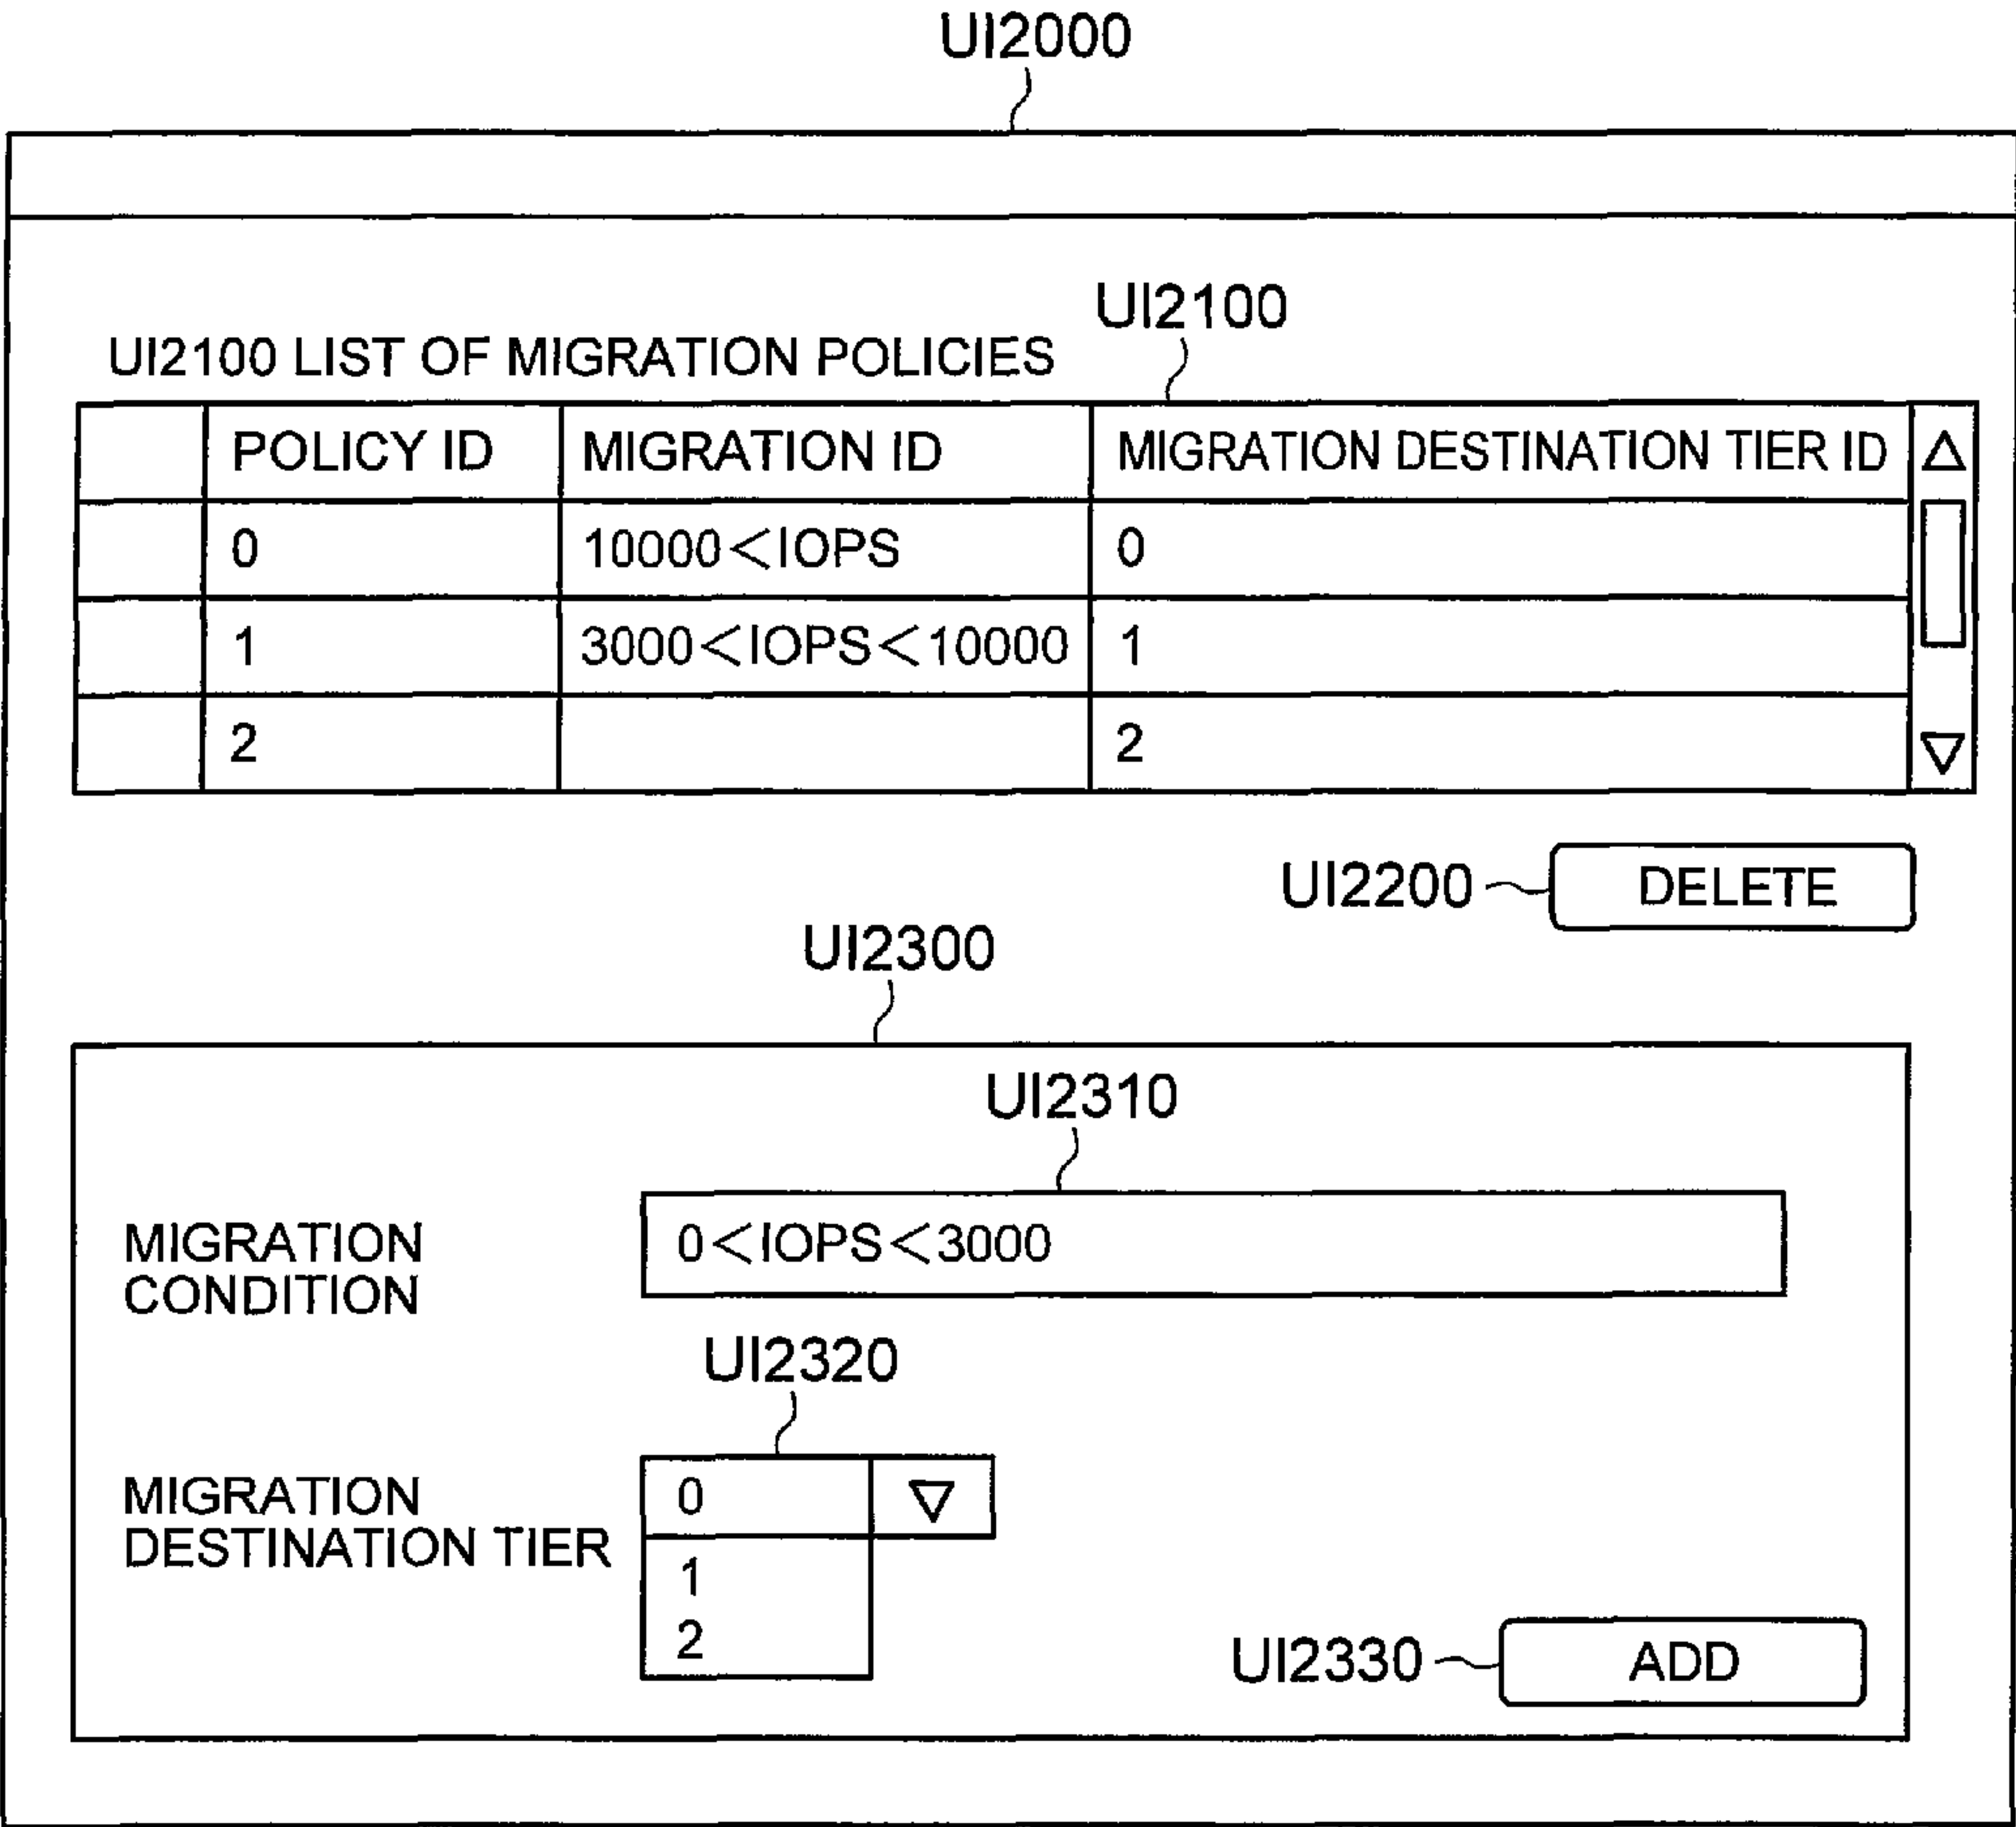 UI2000
UI2100
UI2100 LIST OF MIGRATION POLICIES
POLICY ID MIGRATION ID MIGRATION DESTINATION TIER ID
0 10000<IOPS 0
1 3000<IOPS<10000 1
2 2
UI2200 DELETE
UI2300
UI2310
MIGRATION
CONDITION
0<IOPS<3000
UI2320
MIGRATION
DESTINATION TIER
0
1
2
UI2330 ADD